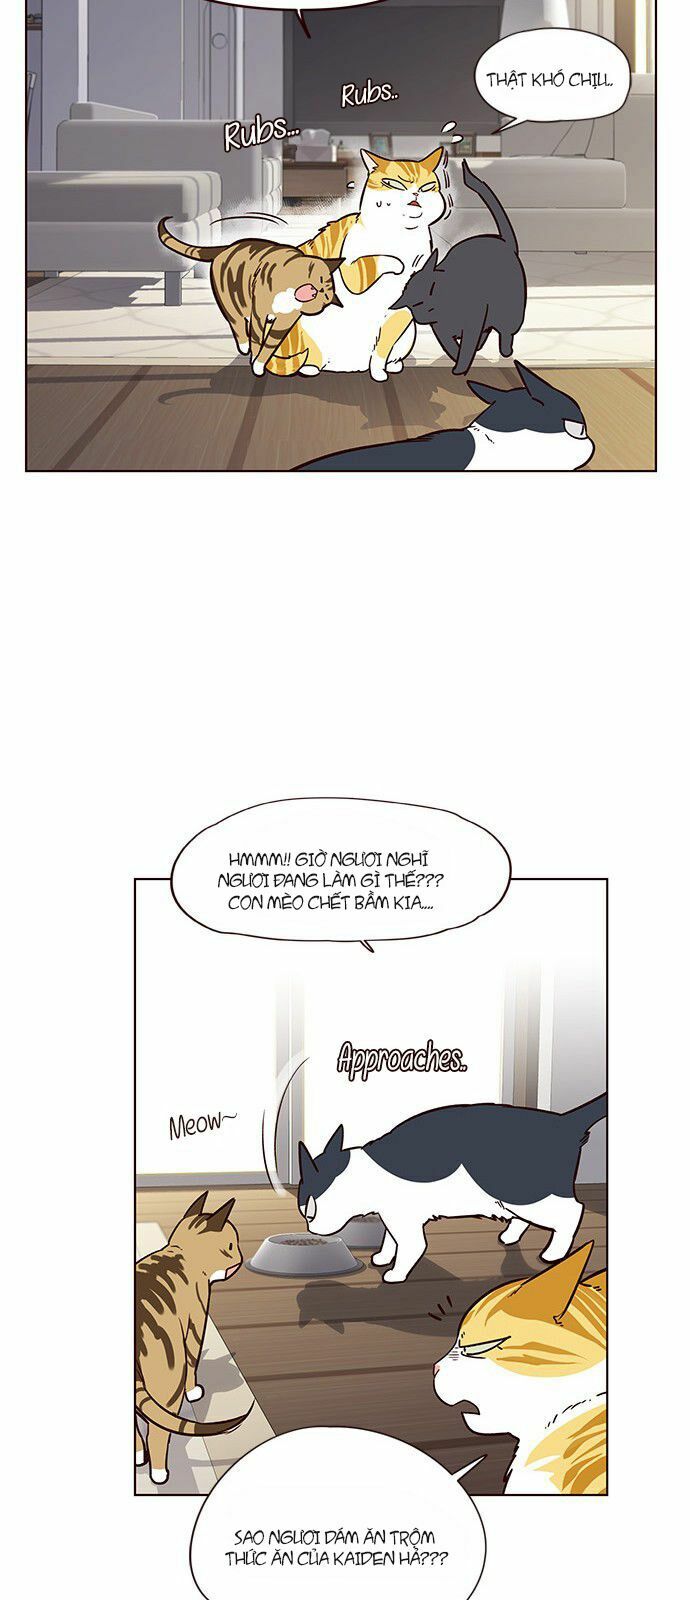 THẬT KHÓ CHỊU..
Rubs..
Rubs...
HMMM!! GIỜ NGƯƠI NGHĨ
NGƯƠI ĐANG LÀM GÌ THẾ???
CON MÈO CHẾT BẦM KIA....
Approaches..
Meow~
SAO NGƯƠI DÁM ĂN TRỘM
THỨC ĂN CỦA KAIDEN HẢ???